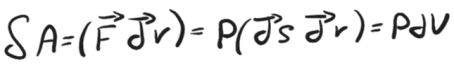 δA=(F⃗ d⃗r)=P(d⃗s d⃗r)=PdV